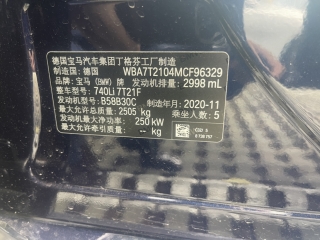 德国宝马汽车集团丁格芬工厂制造
制造国：德国 WBA7T2104MCF96329
品牌：宝马(BMW)牌 发动机排量：2998 mL
整车型号：740Li 7T21F
发动机型号：B58B30C 制造年月：2020-11
最大允许总质量：2505 kg 乘坐人数：5
发动机最大净功率：250 kW
最大允许牵引质量：-- kg